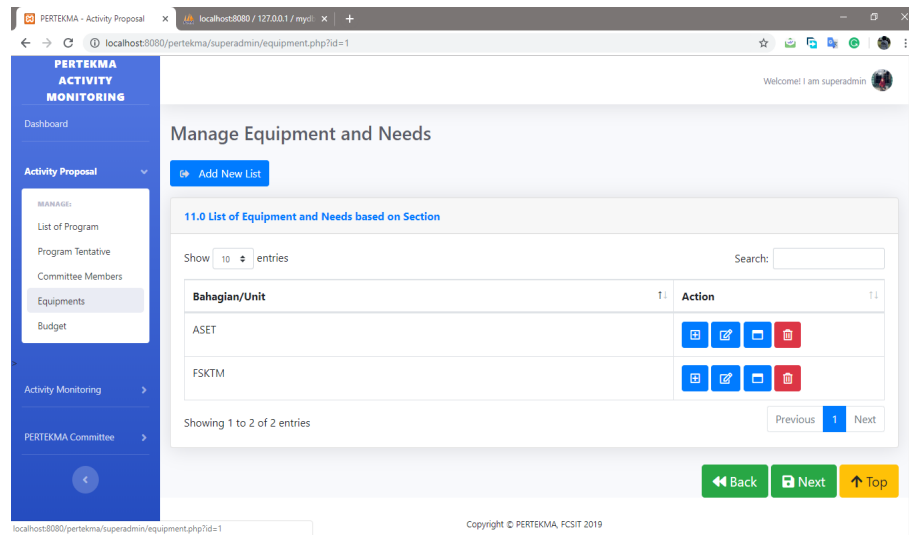 PERTEKMA - Activity Proposal
localhost:8080 / 127.0.0.1 / mydl
localhost:8080/pertekma/superadmin/equipment.php?id=1
PERTEKMA
ACTIVITY
MONITORING
Welcome! I am superadmin
Dashboard
Manage Equipment and Needs
Activity Proposal
Add New List
MANAGE:
List of Program
Program Tentative
Committee Members
Equipments
Budget
11.0 List of Equipment and Needs based on Section
Show 10 entries
Search:
Bahagian/Unit Action
ASET
FSKTM
Showing 1 to 2 of 2 entries
Previous 1 Next
>
Activity Monitoring
PERTEKMA Committee
Back Next Top
localhost:8080/pertekma/superadmin/equipment.php?id=1
Copyright © PERTEKMA, FCSIT 2019